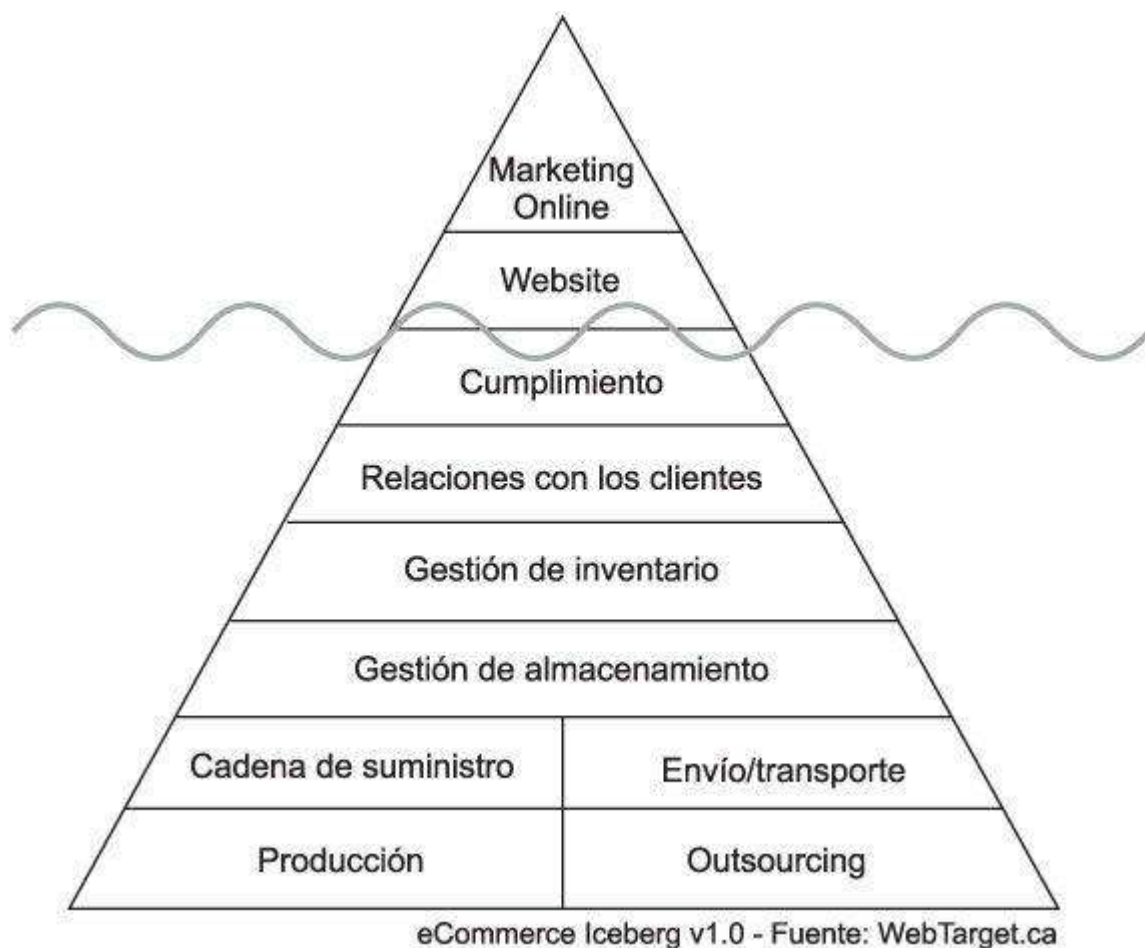 Marketing
Online
Website
Cumplimiento
Relaciones con los clientes
Gestión de inventario
Gestión de almacenamiento
Cadena de suministro
Envío/transporte
Producción
Outsourcing
eCommerce Iceberg v1.0 - Fuente: WebTarget.ca